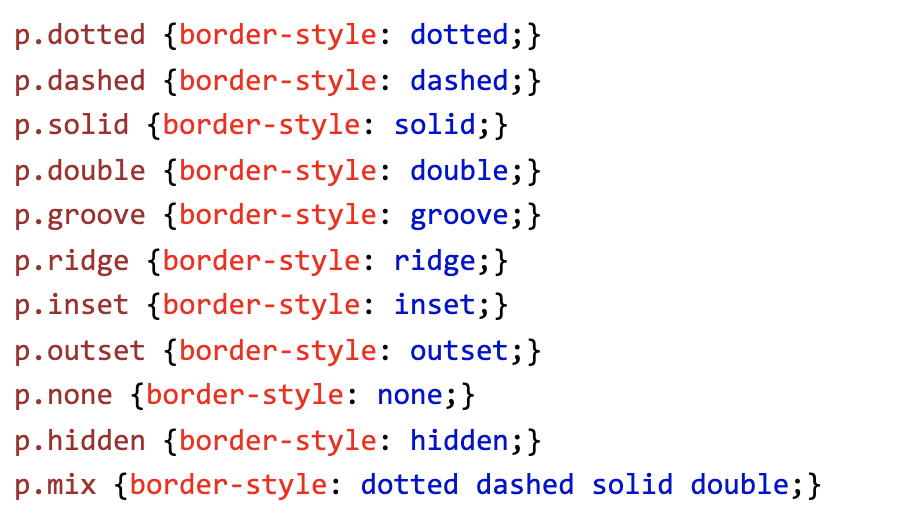 p.dotted {border-style: dotted;}
p.dashed {border-style: dashed;}
p.solid {border-style: solid;}
p.double {border-style: double;}
p.groove {border-style: groove;}
p.ridge {border-style: ridge;}
p.inset {border-style: inset;}
p.outset {border-style: outset;}
p.none {border-style: none;}
p.hidden {border-style: hidden;}
p.mix {border-style: dotted dashed solid double;}